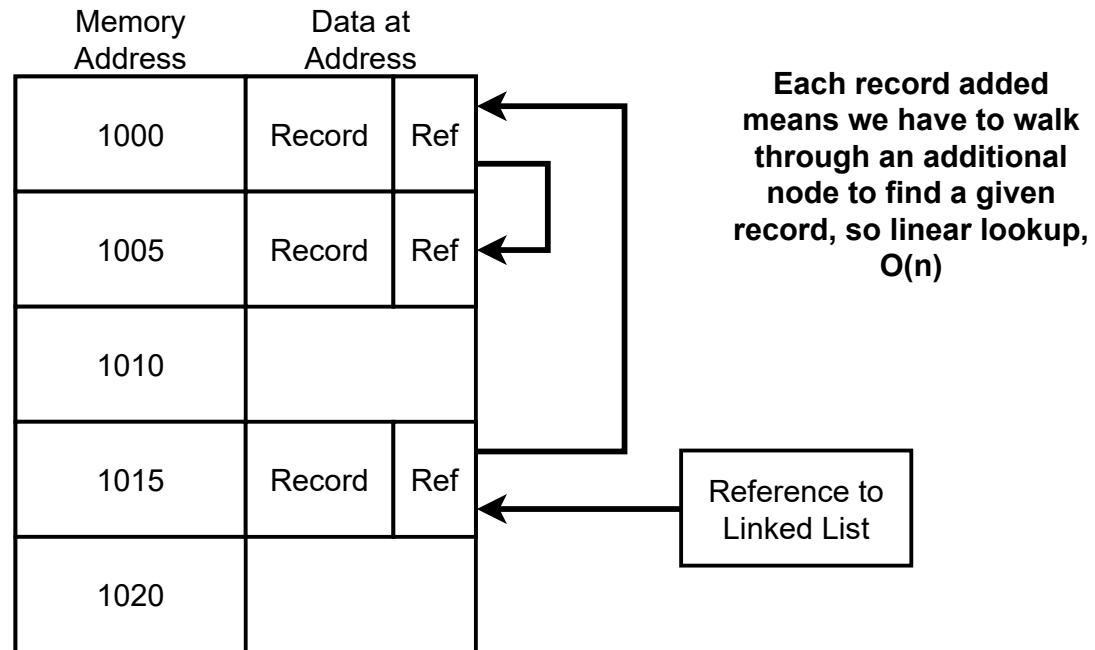 Memory
Address
Data at
Address
1000
Record
Ref
1005
Record
Ref
1010
1015
Record
Ref
1020
Each record added
means we have to walk
through an additional
node to find a given
record, so linear lookup,
O(n)
Reference to
Linked List